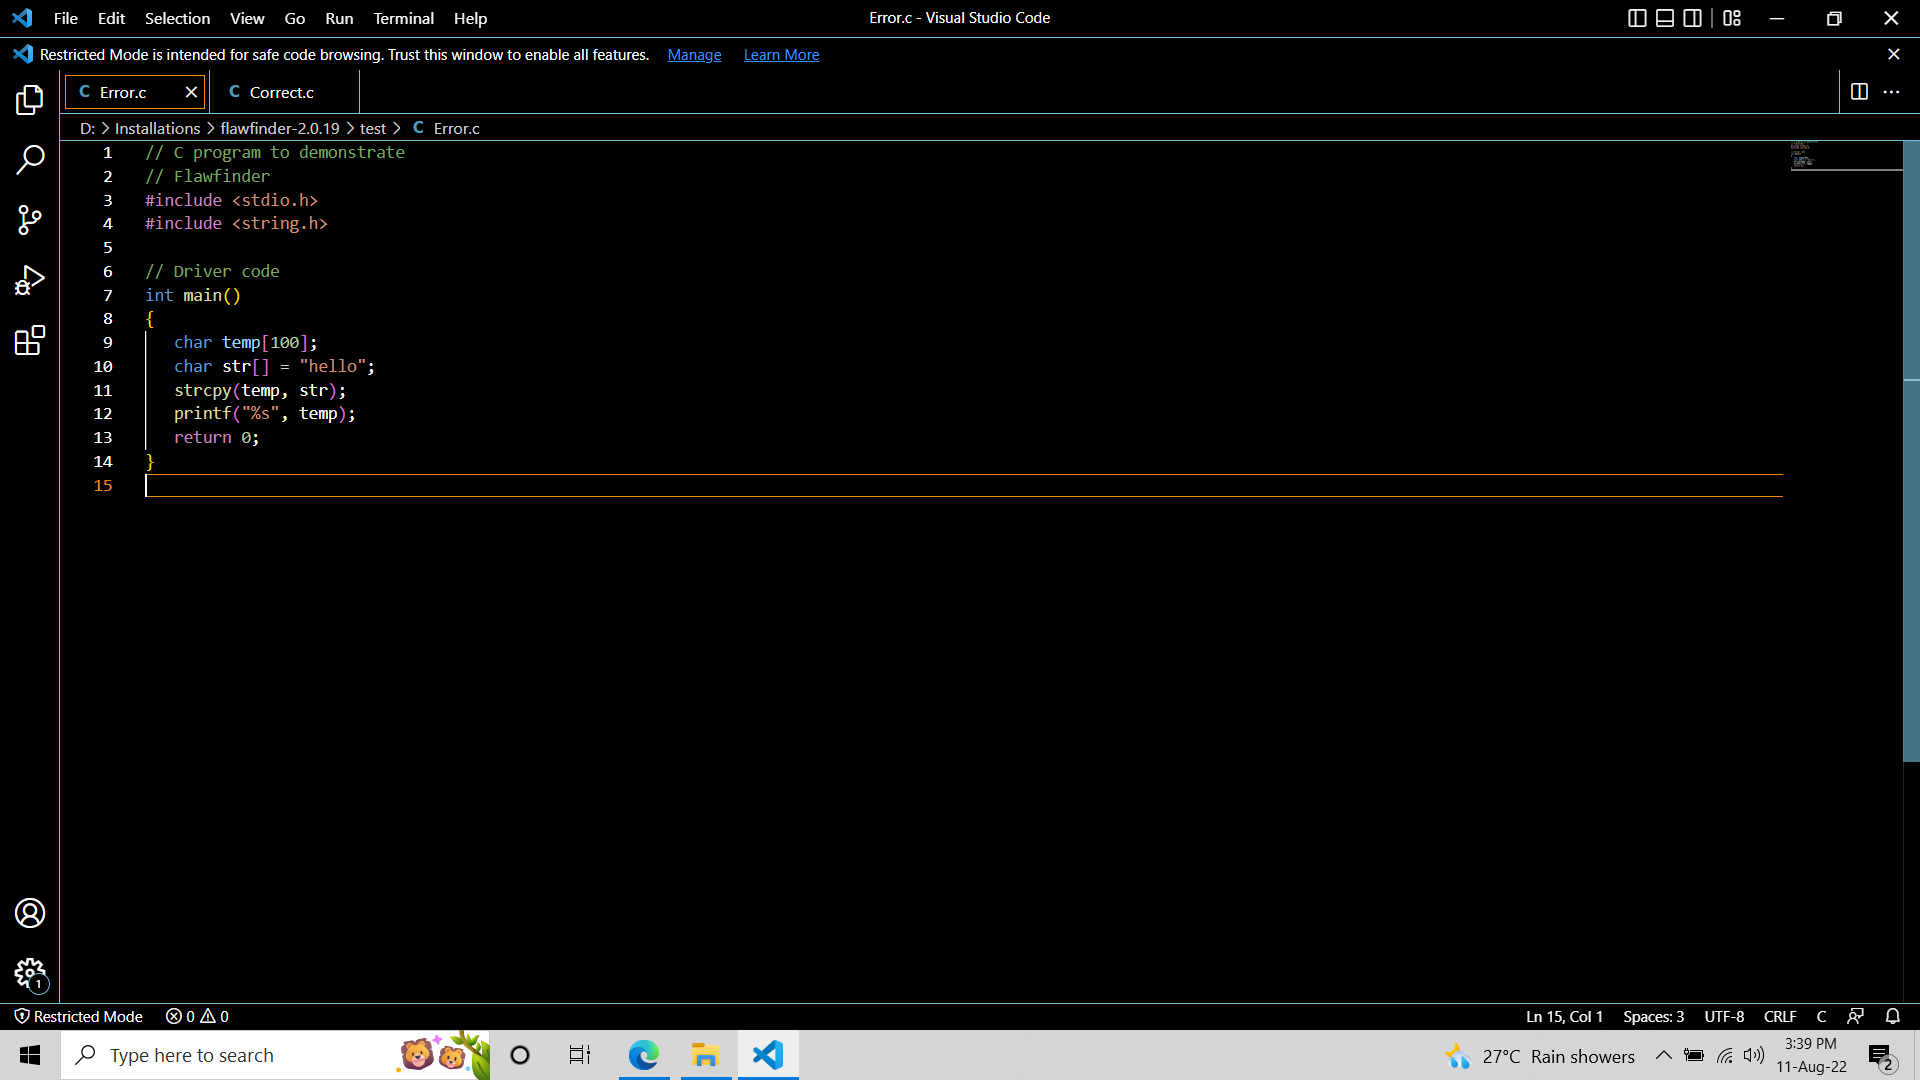 File Edit Selection View Go Run Terminal Help Error.c - Visual Studio Code
Restricted Mode is intended for safe code browsing. Trust this window to enable all features. Manage Learn More
C Error.c C Correct.c
D: > Installations > flawfinder-2.0.19 > test > C Error.c
1 // C program to demonstrate
2 // Flawfinder
3 #include <stdio.h>
4 #include <string.h>
5
6 // Driver code
7 int main()
8 {
9 char temp[100];
10 char str[] = "hello";
11 strcpy(temp, str);
12 printf("%s", temp);
13 return 0;
14 }
15
1
Restricted Mode 0 0 Ln 15, Col 1 Spaces: 3 UTF-8 CRLF C
Type here to search 27°C Rain showers 3:39 PM
11-Aug-22 2